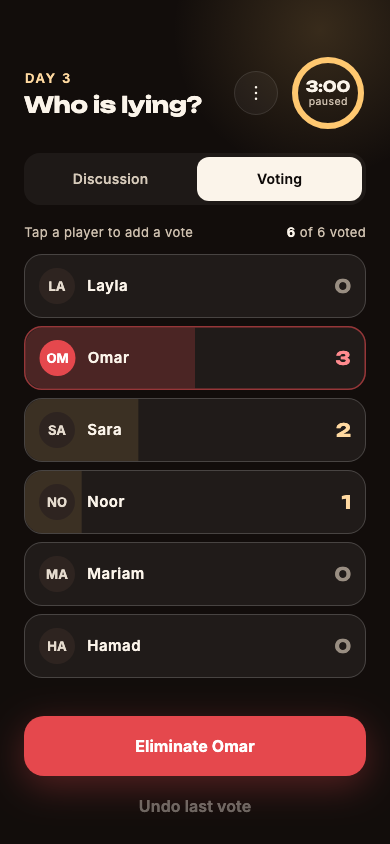 DAY 3
Who is lying?
3:00
paused
Discussion
Voting
Tap a player to add a vote
6 of 6 voted
LA Layla 0
OM Omar 3
SA Sara 2
NO Noor 1
MA Mariam 0
HA Hamad 0
Eliminate Omar
Undo last vote